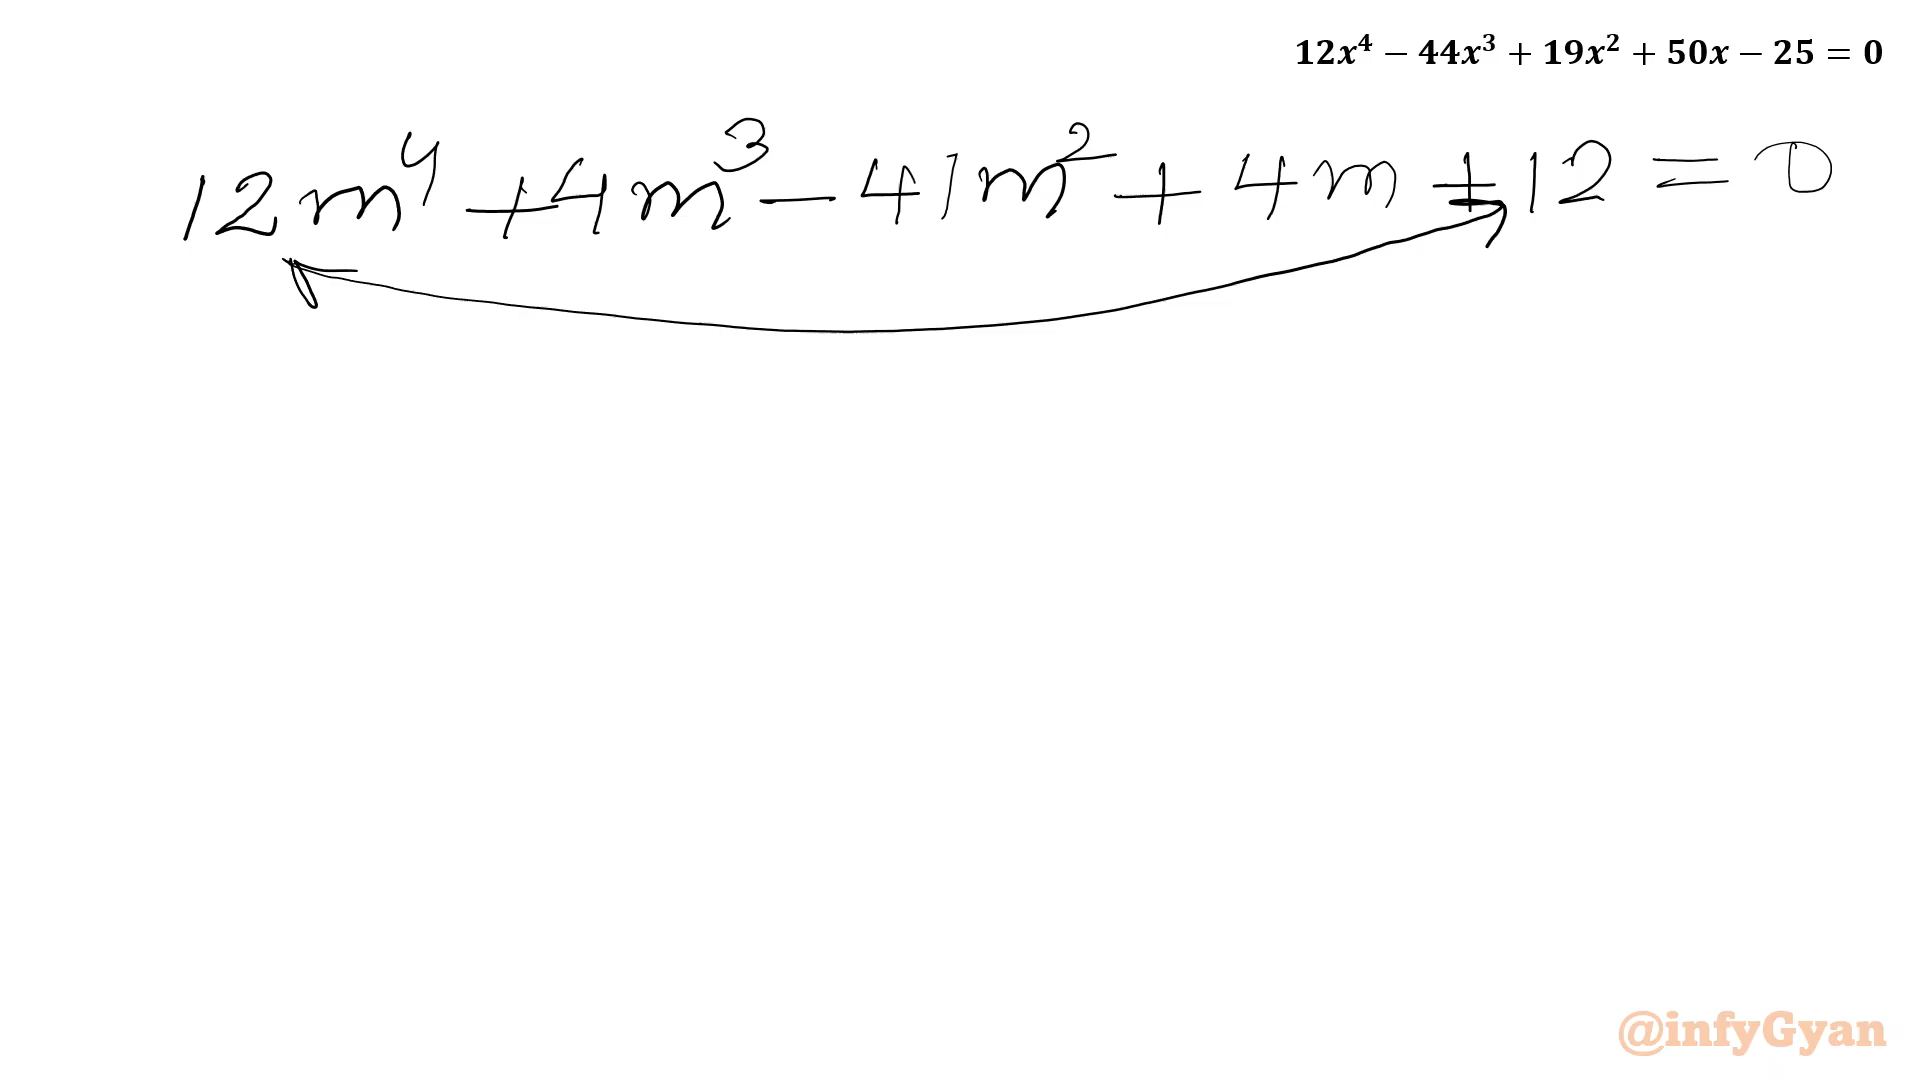 12x⁴ − 44x³ + 19x² + 50x − 25 = 0
12m⁴ + 4m³ − 41m² + 4m + 12 = 0
@infyGyan